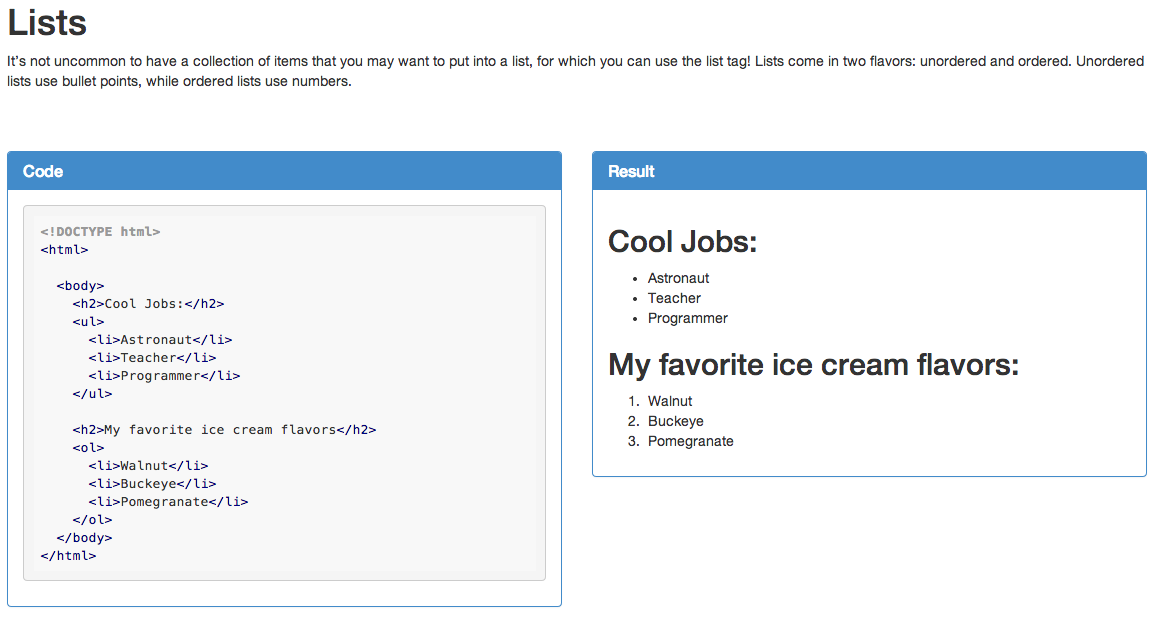 Lists
It’s not uncommon to have a collection of items that you may want to put into a list, for which you can use the list tag! Lists come in two flavors: unordered and ordered. Unordered
lists use bullet points, while ordered lists use numbers.
Code
<!DOCTYPE html>
<html>
  <body>
    <h2>Cool Jobs:</h2>
    <ul>
      <li>Astronaut</li>
      <li>Teacher</li>
      <li>Programmer</li>
    </ul>
    <h2>My favorite ice cream flavors</h2>
    <ol>
      <li>Walnut</li>
      <li>Buckeye</li>
      <li>Pomegranate</li>
    </ol>
  </body>
</html>
Result
Cool Jobs:
• Astronaut
• Teacher
• Programmer
My favorite ice cream flavors:
1. Walnut
2. Buckeye
3. Pomegranate